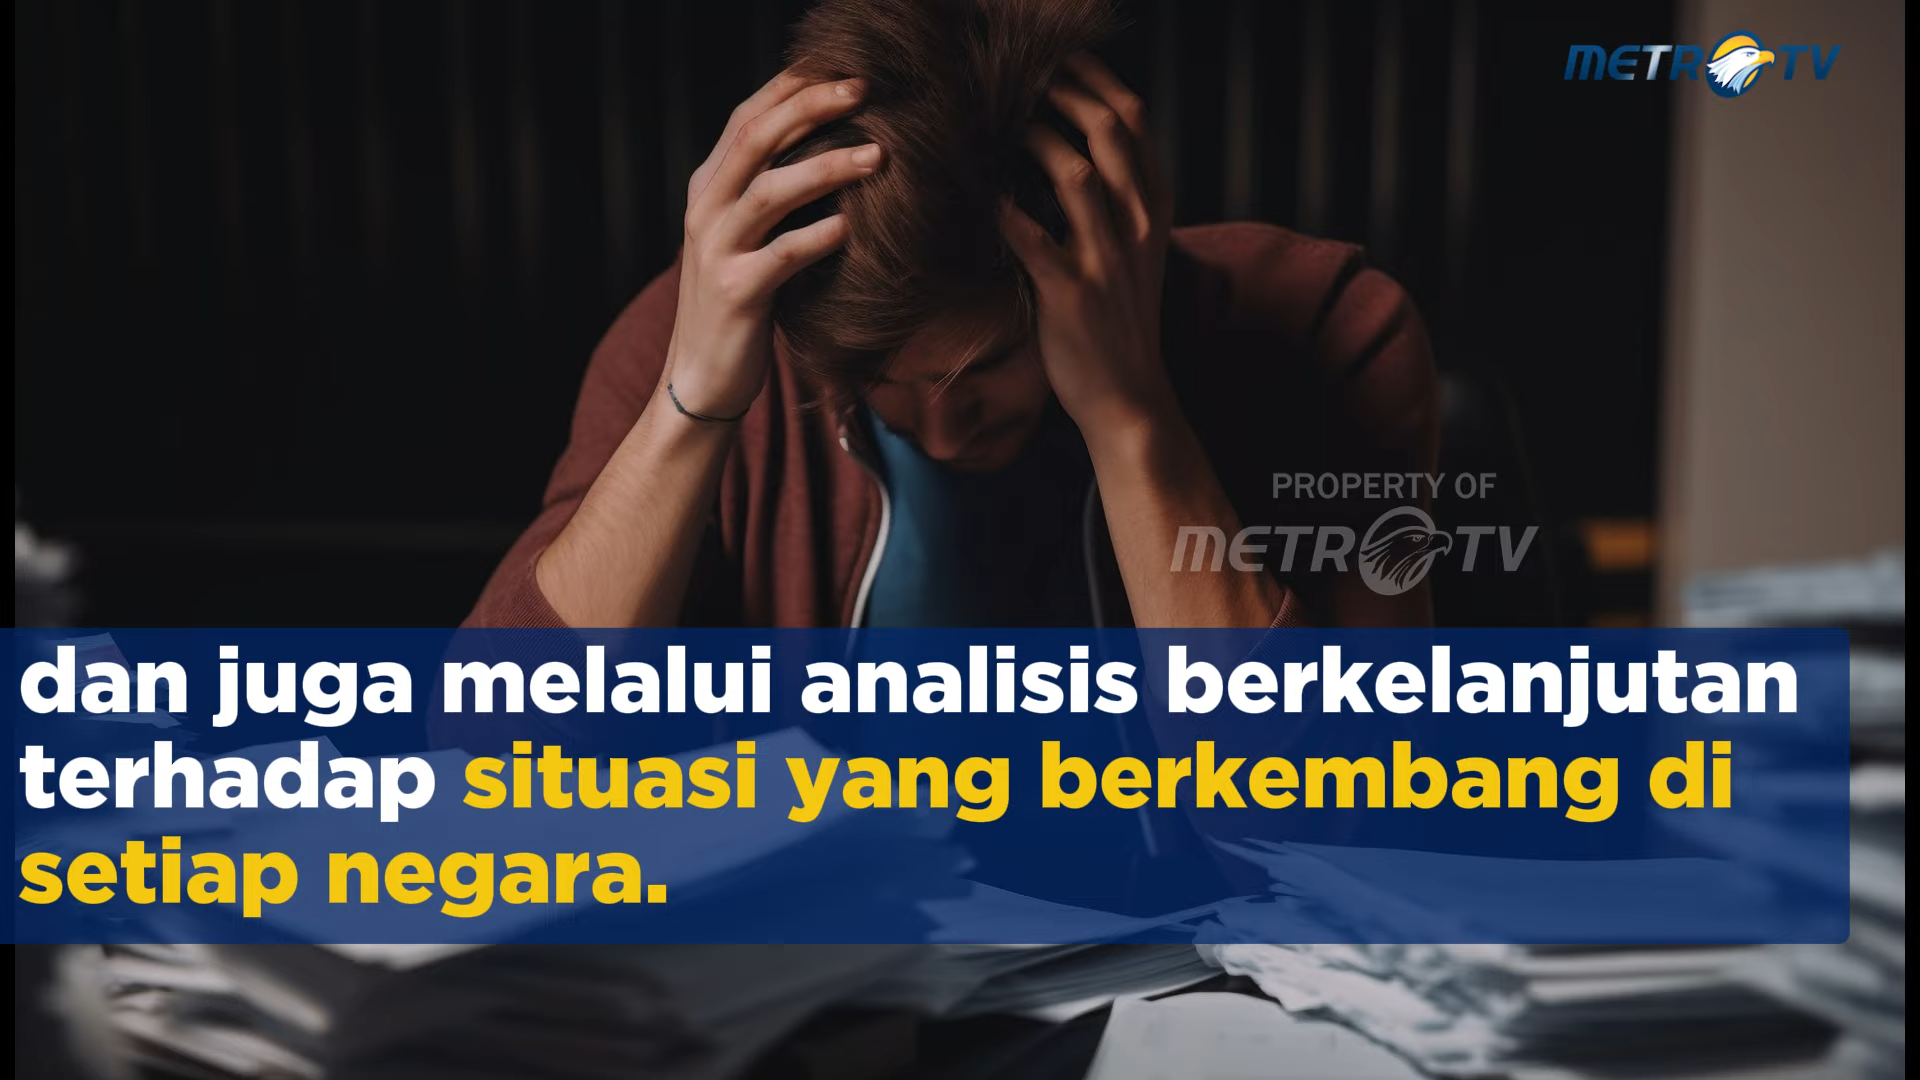 METRO TV
PROPERTY OF
METRO TV
dan juga melalui analisis berkelanjutan
terhadap situasi yang berkembang di
setiap negara.